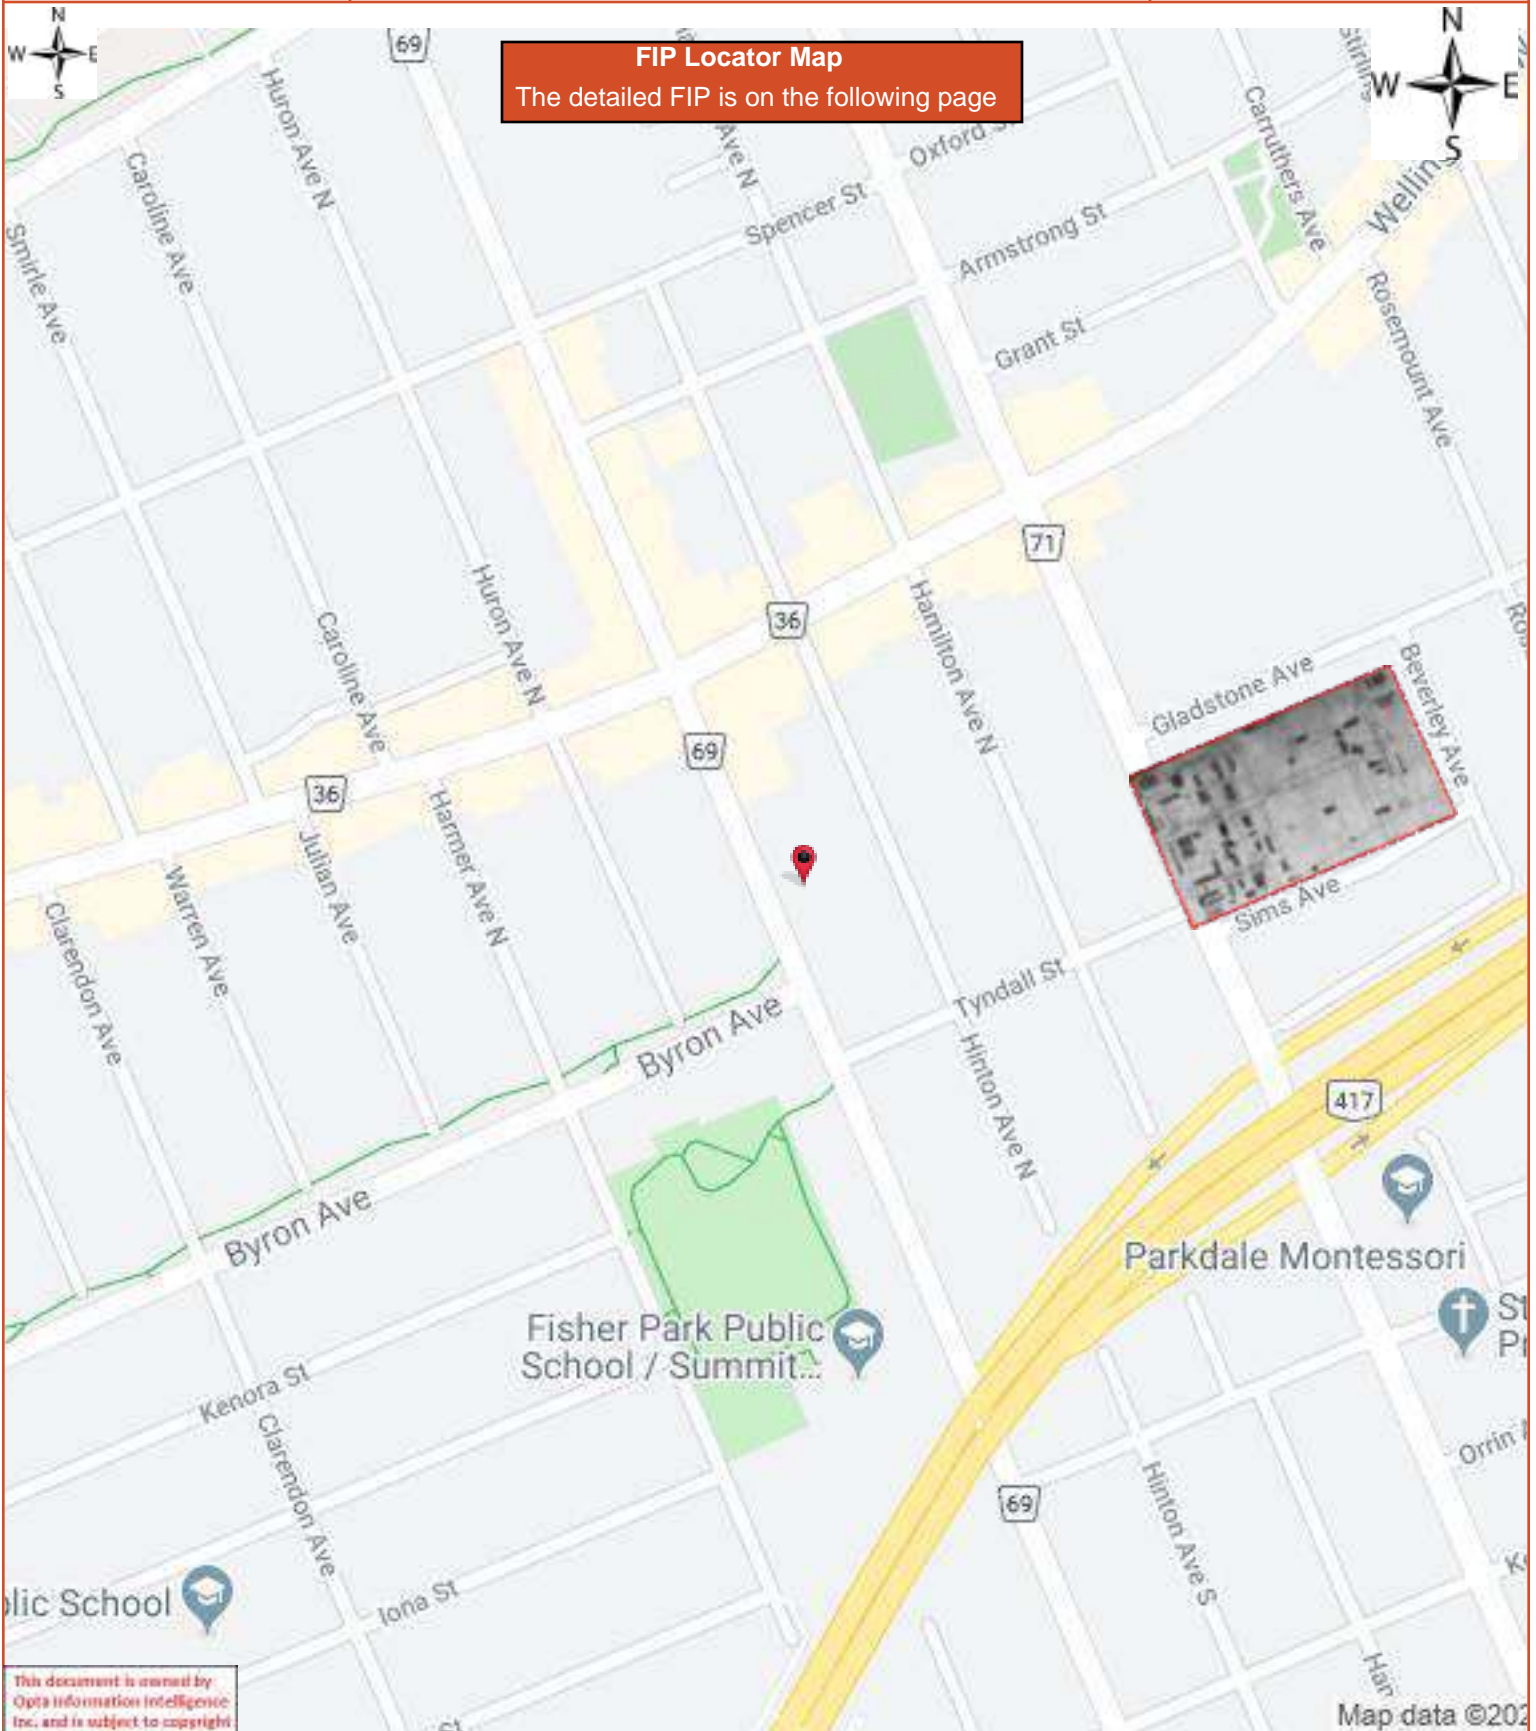 N
W E
S
FIP Locator Map
The detailed FIP is on the following page
N
W E
S
69
Huron Ave N
Caroline Ave
Smirle Ave
Ave N
Spencer St
Oxford
Armstrong St
Grant St
Carruthers Ave
Rosemount Ave
71
36
Huron Ave N
Caroline Ave
Hamilton Ave N
Gladstone Ave
Beverley Ave
69
36
Harmer Ave N
Julian Ave
Warren Ave
Clarendon Ave
Sims Ave
Tyndall St
Byron Ave
Hinton Ave N
417
Byron Ave
Parkdale Montessori
Fisher Park Public
School / Summit...
St
Kenora St
Clarendon Ave
Orrin
69
Hinton Ave S
Iona St
School
This document is owned by
Opta Information Intelligence
Inc. and is subject to copyright
Map data